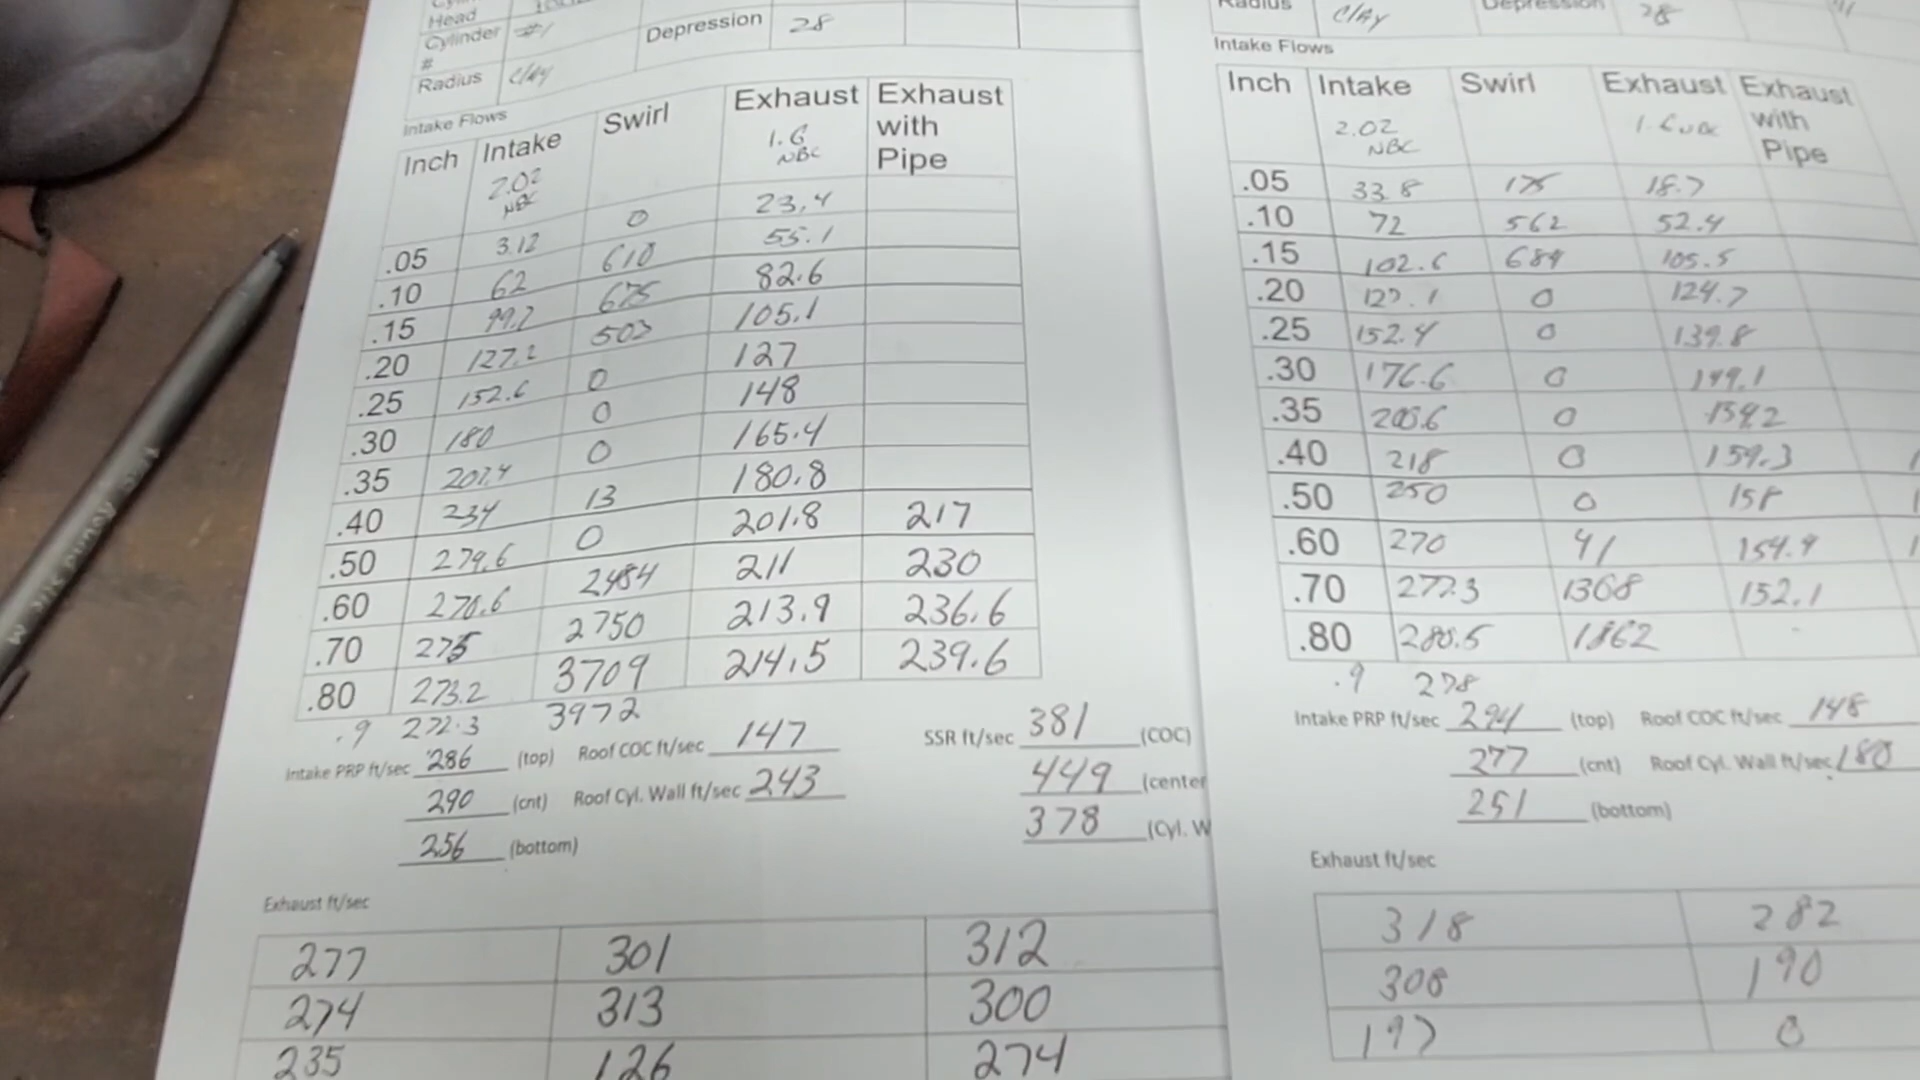 Head
Cylinder #1
#
Depression 28
Radius Clay
Intake Flows
Inch Intake Swirl Exhaust Exhaust with Pipe
2.02 NBC 1.6 NBC
.05 3.12 0 23.4
.10 62 610 55.1
.15 99.7 675 82.6
.20 127.2 503 105.1
.25 152.6 0 127
.30 180 0 148
.35 207.4 0 165.4
.40 234 13 180.8
.50 279.6 0 201.8 217
.60 270.6 2484 211 230
.70 275 2750 213.9 236.6
.80 273.2 3709 214.5 239.6
.9 272.3 3972
Intake PRP ft/sec 286 (top) Roof COC ft/sec 147 SSR ft/sec 381 (COC)
290 (cnt) Roof Cyl. Wall ft/sec 243 449 (center
256 (bottom) 378 (Cyl. W
Exhaust ft/sec
277 301 312
274 313 300
235 126 274
Radius Clay Depression 28
Intake Flows
Inch Intake Swirl Exhaust Exhaust with Pipe
2.02 NBC
.05 33.8 175 18.7
.10 72 562 52.4
.15 102.6 684 105.5
.20 127.1 0 124.7
.25 152.4 0 139.8
.30 176.6 0 149.1
.35 200.6 0 154.2
.40 218 0 159.3
.50 250 0 158
.60 270 41 154.9
.70 277.3 1368 152.1
.80 280.5 1862
.9 278
Intake PRP ft/sec 294 (top) Roof COC ft/sec 148
277 (cnt) Roof Cyl. Wall ft/sec 180
251 (bottom)
Exhaust ft/sec
318 282
308 190
197 0